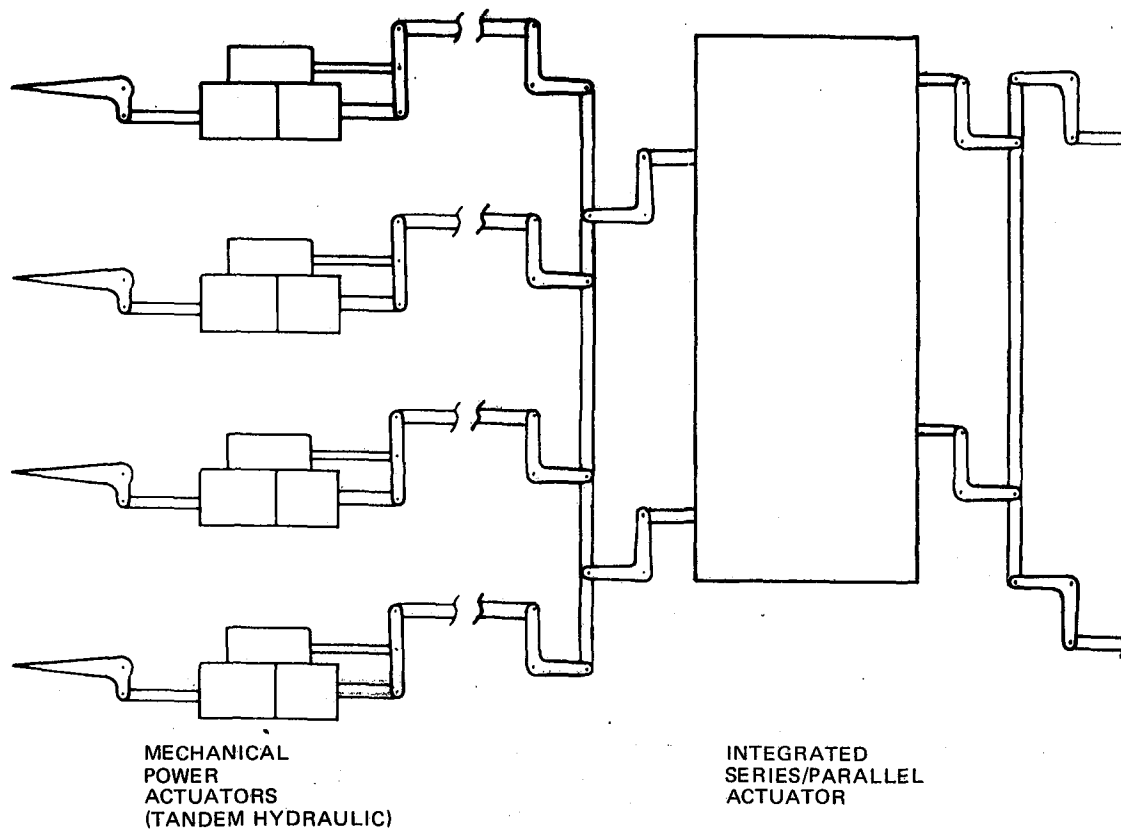 MECHANICAL
POWER
ACTUATORS
(TANDEM HYDRAULIC)
INTEGRATED
SERIES/PARALLEL
ACTUATOR